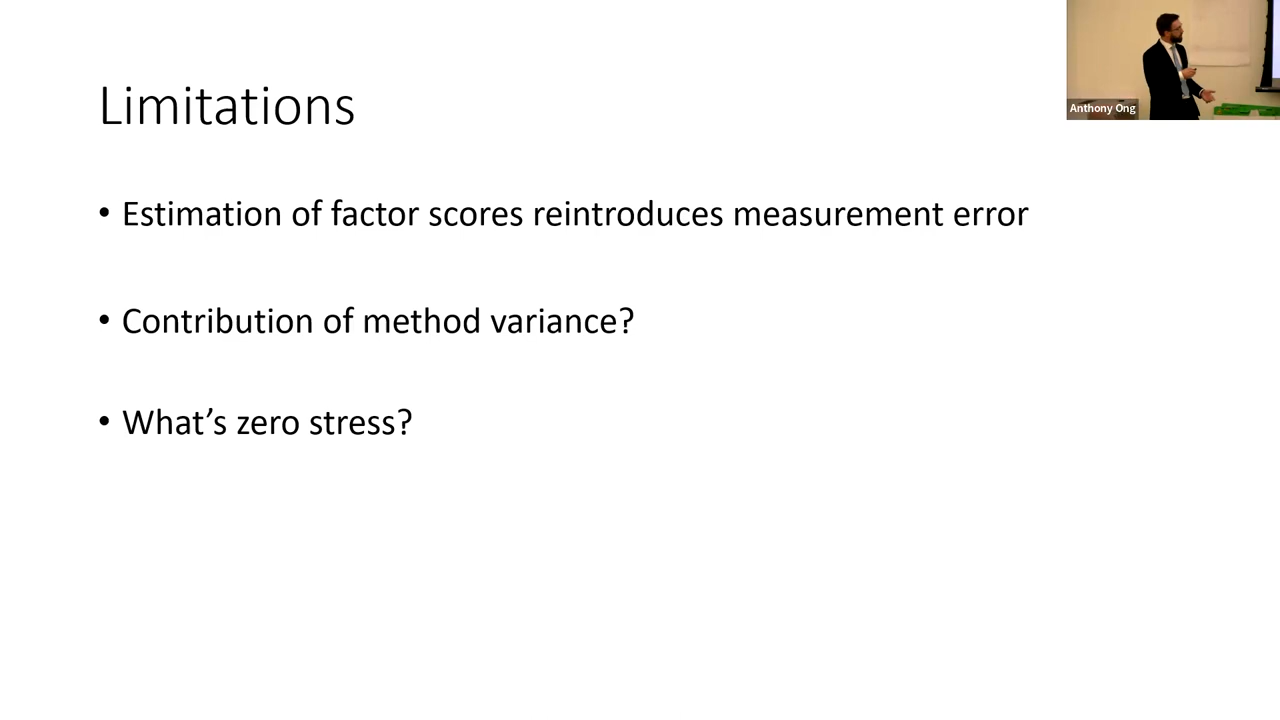 Anthony Ong
Limitations
• Estimation of factor scores reintroduces measurement error
• Contribution of method variance?
• What’s zero stress?